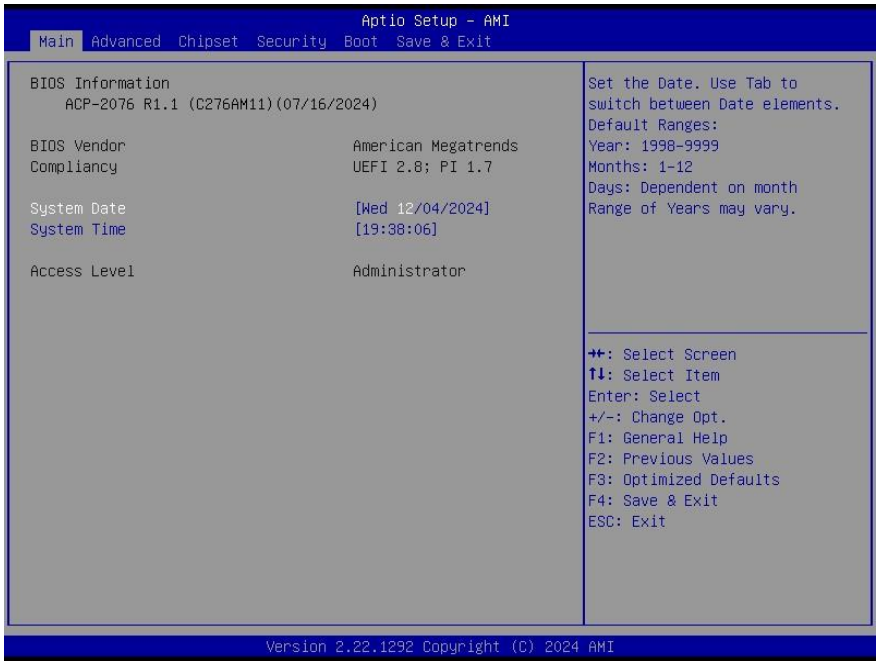 Aptio Setup - AMI
Main Advanced Chipset Security Boot Save & Exit
BIOS Information
ACP-2076 R1.1 (C276AM11)(07/16/2024)
BIOS Vendor American Megatrends
Compliancy UEFI 2.8; PI 1.7
System Date [Wed 12/04/2024]
System Time [19:38:06]
Access Level Administrator
Set the Date. Use Tab to
switch between Date elements.
Default Ranges:
Year: 1998-9999
Months: 1-12
Days: Dependent on month
Range of Years may vary.
→←: Select Screen
↑↓: Select Item
Enter: Select
+/-: Change Opt.
F1: General Help
F2: Previous Values
F3: Optimized Defaults
F4: Save & Exit
ESC: Exit
Version 2.22.1292 Copyright (C) 2024 AMI